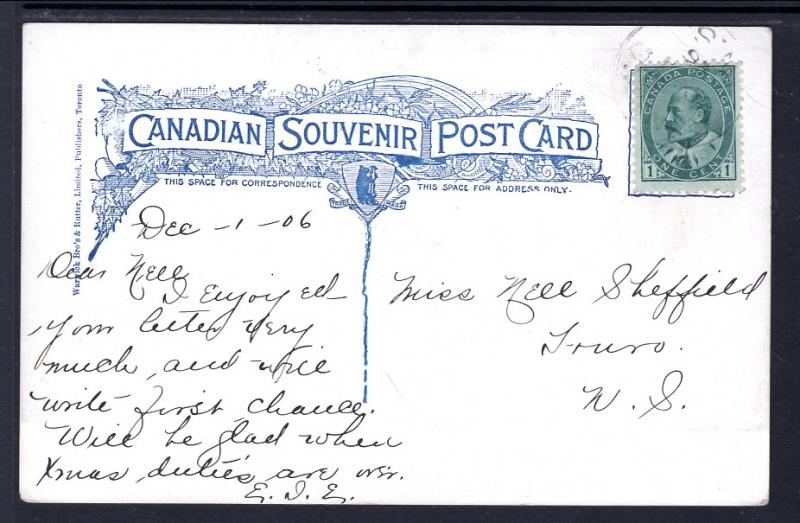 CANADIAN SOUVENIR POST CARD
THIS SPACE FOR CORRESPONDENCE
THIS SPACE FOR ADDRESS ONLY.
TRADE MARK
Warwick Bro's & Rutter, Limited, Publishers, Toronto
CANADA POSTAGE
1 ONE CENT 1
Dec - 1 - 06
Dear Nell
I enjoyed
your letter very
much, and will
write first chance.
Will be glad when
Xmas duties are over.
E. I. E.
Miss Nell Sheffield
Truro.
N. S.